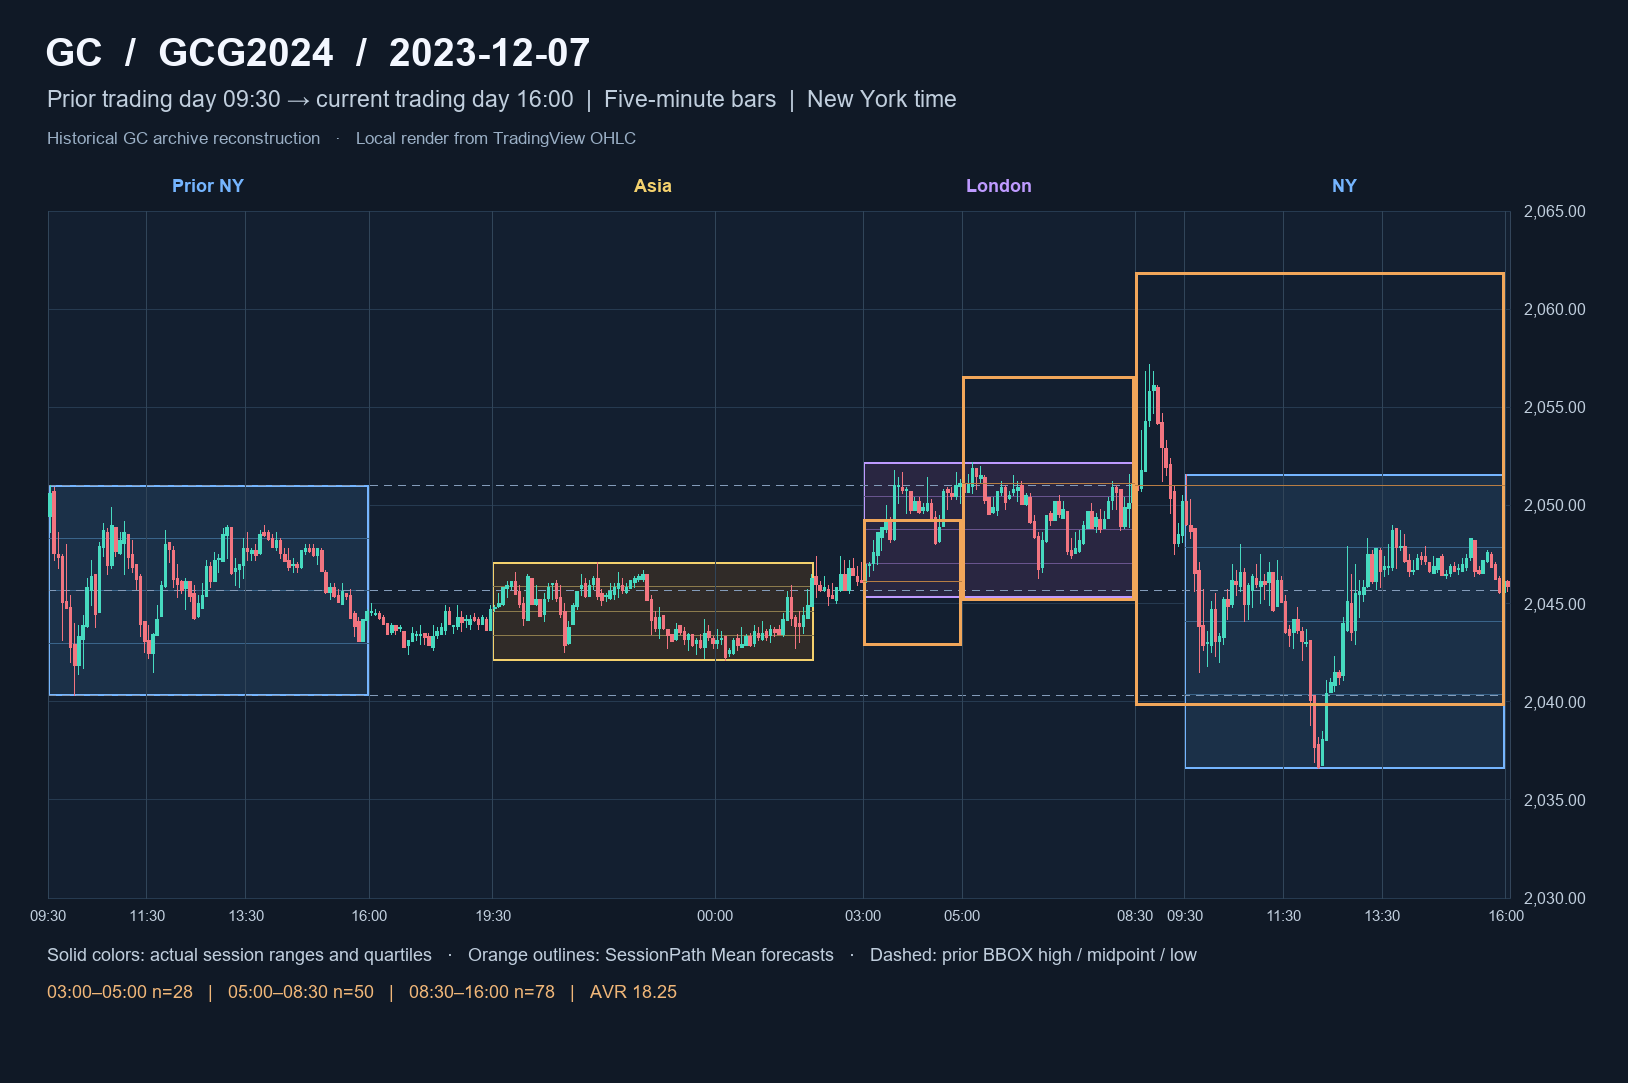 GC / GCG2024 / 2023-12-07
Prior trading day 09:30 → current trading day 16:00 | Five-minute bars | New York time
Historical GC archive reconstruction · Local render from TradingView OHLC
Prior NY Asia London NY
2,065.00
2,060.00
2,055.00
2,050.00
2,045.00
2,040.00
2,035.00
2,030.00
09:30 11:30 13:30 16:00 19:30 00:00 03:00 05:00 08:30 09:30 11:30 13:30 16:00
Solid colors: actual session ranges and quartiles · Orange outlines: SessionPath Mean forecasts · Dashed: prior BBOX high / midpoint / low
03:00–05:00 n=28 | 05:00–08:30 n=50 | 08:30–16:00 n=78 | AVR 18.25